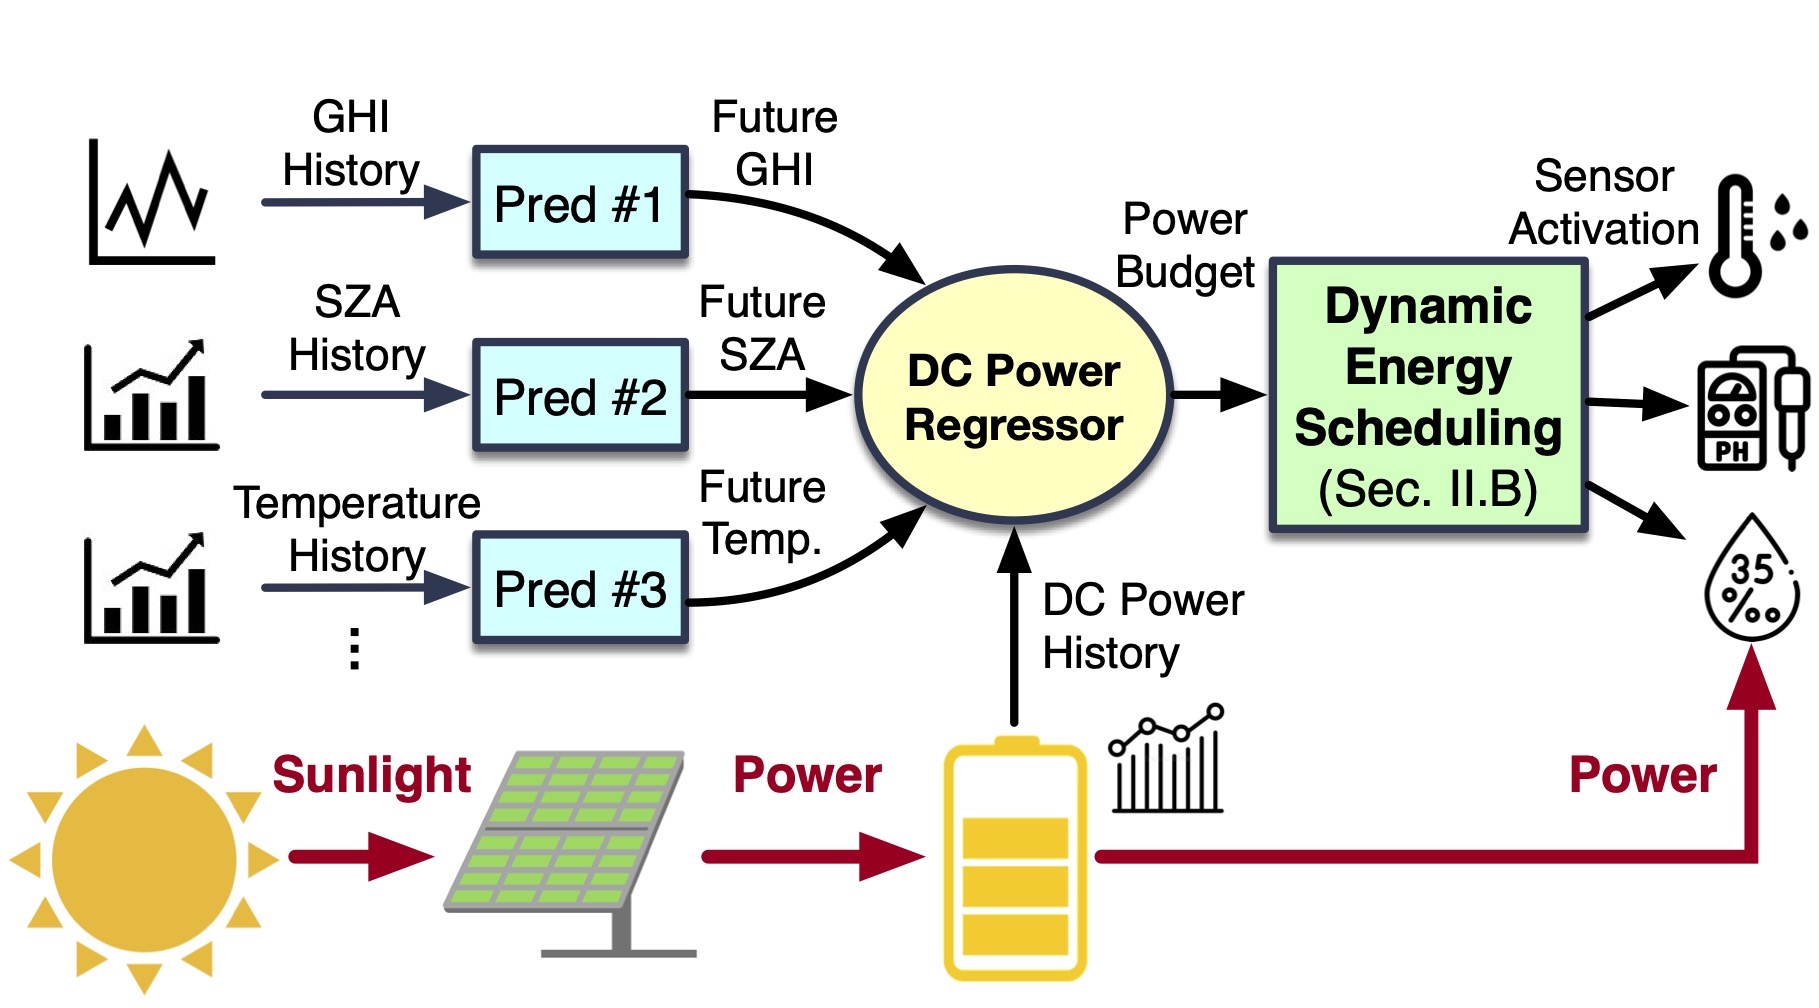 GHI
History
Pred #1
Future
GHI
SZA
History
Pred #2
Future
SZA
Temperature
History
Pred #3
Future
Temp.
⋮
DC Power
Regressor
DC Power
History
Power
Budget
Dynamic
Energy
Scheduling
(Sec. II.B)
Sensor
Activation
PH
35
%oo
Sunlight
Power
Power